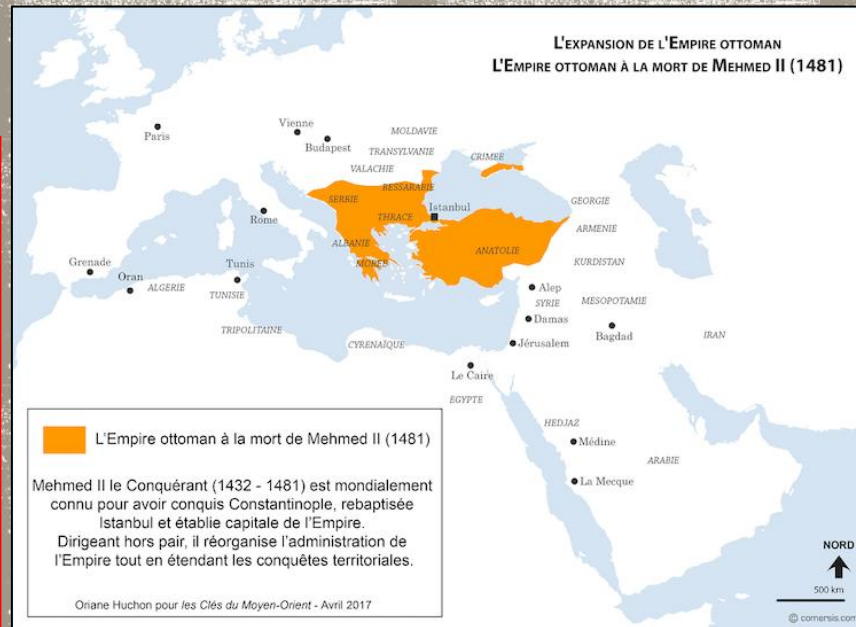 L'EXPANSION DE L'EMPIRE OTTOMAN
L'EMPIRE OTTOMAN À LA MORT DE MEHMED II (1481)
Paris
Vienne
Budapest
MOLDAVIE
TRANSYLVANIE
CRIMÉE
VALACHIE
BESSARABIE
SERBIE
Istanbul
GEORGIE
Rome
THRACE
ARMENIE
ALBANIE
ANATOLIE
MORÉE
KURDISTAN
Grenade
Oran
Tunis
ALGERIE
TUNISIE
Alep
SYRIE
MESOPOTAMIE
Damas
TRIPOLITAINE
Bagdad
IRAN
CYRENAÏQUE
Jérusalem
Le Caire
EGYPTE
HEDJAZ
Médine
ARABIE
La Mecque
L'Empire ottoman à la mort de Mehmed II (1481)
Mehmed II le Conquérant (1432 - 1481) est mondialement
connu pour avoir conquis Constantinople, rebaptisée
Istanbul et établie capitale de l'Empire.
Dirigeant hors pair, il réorganise l'administration de
l'Empire tout en étendant les conquêtes territoriales.
Oriane Huchon pour les Clés du Moyen-Orient - Avril 2017
NORD
500 km
© comersis.com